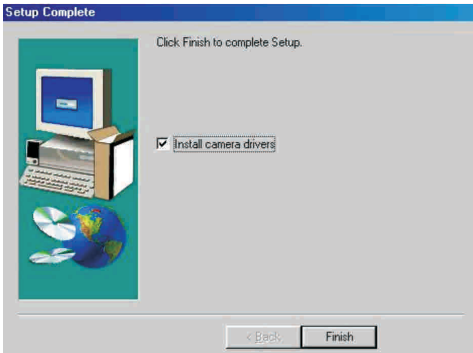 Setup Complete
Click Finish to complete Setup.
Install camera drivers
< Back
Finish